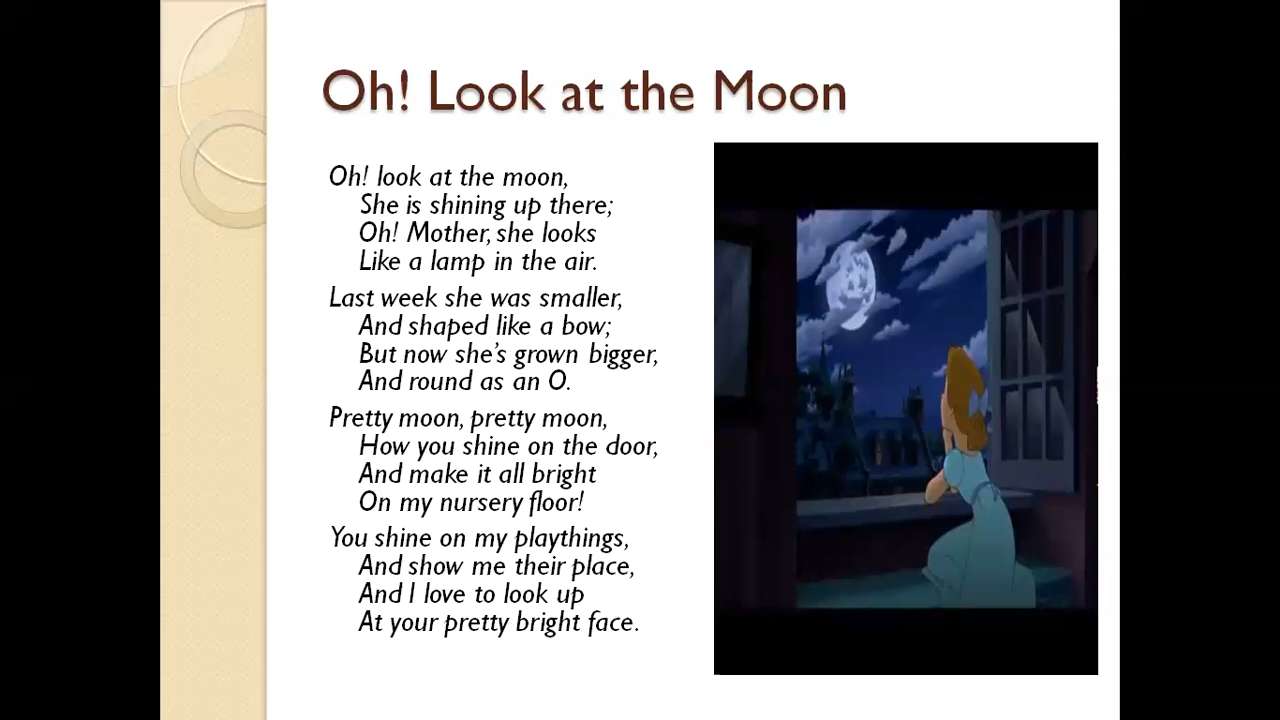 Oh! Look at the Moon
Oh! look at the moon,
She is shining up there;
Oh! Mother, she looks
Like a lamp in the air.
Last week she was smaller,
And shaped like a bow;
But now she's grown bigger,
And round as an O.
Pretty moon, pretty moon,
How you shine on the door,
And make it all bright
On my nursery floor!
You shine on my playthings,
And show me their place,
And I love to look up
At your pretty bright face.